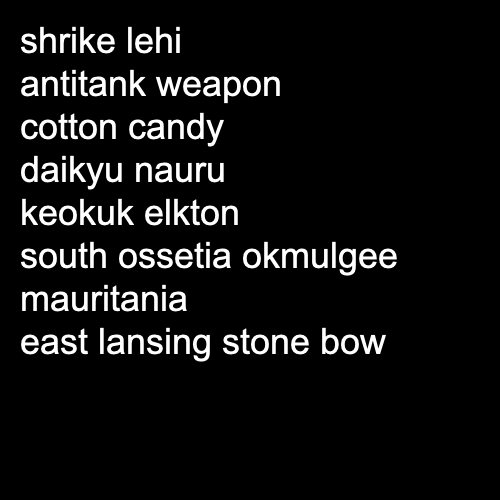 shrike lehi
antitank weapon
cotton candy
daikyu nauru
keokuk elkton
south ossetia okmulgee
mauritania
east lansing stone bow